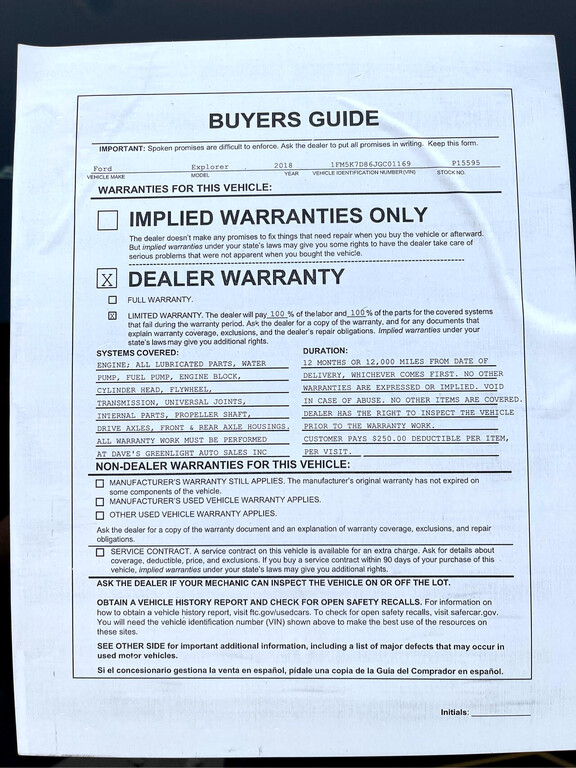 BUYERS GUIDE
IMPORTANT: Spoken promises are difficult to enforce. Ask the dealer to put all promises in writing. Keep this form.
Ford Explorer 2018 1FM5K7D86JGC01169 P15595
VEHICLE MAKE MODEL YEAR VEHICLE IDENTIFICATION NUMBER(VIN) STOCK NO.
WARRANTIES FOR THIS VEHICLE:
IMPLIED WARRANTIES ONLY
The dealer doesn't make any promises to fix things that need repair when you buy the vehicle or afterward.
But implied warranties under your state's laws may give you some rights to have the dealer take care of
serious problems that were not apparent when you bought the vehicle.
X DEALER WARRANTY
FULL WARRANTY.
X LIMITED WARRANTY. The dealer will pay 100 % of the labor and 100 % of the parts for the covered systems
that fail during the warranty period. Ask the dealer for a copy of the warranty, and for any documents that
explain warranty coverage, exclusions, and the dealer's repair obligations. Implied warranties under your
state's laws may give you additional rights.
SYSTEMS COVERED:
ENGINE; ALL LUBRICATED PARTS, WATER
PUMP, FUEL PUMP, ENGINE BLOCK,
CYLINDER HEAD, FLYWHEEL,
TRANSMISSION, UNIVERSAL JOINTS,
INTERNAL PARTS, PROPELLER SHAFT,
DRIVE AXLES, FRONT & REAR AXLE HOUSINGS.
ALL WARRANTY WORK MUST BE PERFORMED
AT DAVE'S GREENLIGHT AUTO SALES INC
DURATION:
12 MONTHS OR 12,000 MILES FROM DATE OF
DELIVERY, WHICHEVER COMES FIRST. NO OTHER
WARRANTIES ARE EXPRESSED OR IMPLIED. VOID
IN CASE OF ABUSE. NO OTHER ITEMS ARE COVERED.
DEALER HAS THE RIGHT TO INSPECT THE VEHICLE
PRIOR TO THE WARRANTY WORK.
CUSTOMER PAYS $250.00 DEDUCTIBLE PER ITEM,
PER VISIT.
NON-DEALER WARRANTIES FOR THIS VEHICLE:
MANUFACTURER'S WARRANTY STILL APPLIES. The manufacturer's original warranty has not expired on
some components of the vehicle.
MANUFACTURER'S USED VEHICLE WARRANTY APPLIES.
OTHER USED VEHICLE WARRANTY APPLIES.
Ask the dealer for a copy of the warranty document and an explanation of warranty coverage, exclusions, and repair
obligations.
SERVICE CONTRACT. A service contract on this vehicle is available for an extra charge. Ask for details about
coverage, deductible, price, and exclusions. If you buy a service contract within 90 days of your purchase of this
vehicle, implied warranties under your state's laws may give you additional rights.
ASK THE DEALER IF YOUR MECHANIC CAN INSPECT THE VEHICLE ON OR OFF THE LOT.
OBTAIN A VEHICLE HISTORY REPORT AND CHECK FOR OPEN SAFETY RECALLS. For information on
how to obtain a vehicle history report, visit ftc.gov/usedcars. To check for open safety recalls, visit safercar.gov.
You will need the vehicle identification number (VIN) shown above to make the best use of the resources on
these sites.
SEE OTHER SIDE for important additional information, including a list of major defects that may occur in
used motor vehicles.
Si el concesionario gestiona la venta en español, pídale una copia de la Guía del Comprador en español.
Initials: